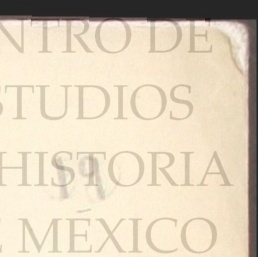 NTRO DE
STUDIOS
HISTORIA
E MÉXICO